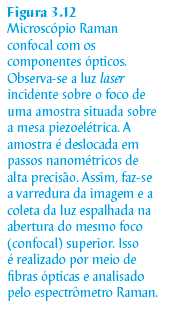 Figura 3.12
Microscópio Raman
confocal com os
componentes ópticos.
Observa-se a luz laser
incidente sobre o foco de
uma amostra situada sobre
a mesa piezoelétrica. A
amostra é deslocada em
passos nanométricos de
alta precisão. Assim, faz-se
a varredura da imagem e a
coleta da luz espalhada na
abertura do mesmo foco
(confocal) superior. Isso
é realizado por meio de
fibras ópticas e analisado
pelo espectrômetro Raman.